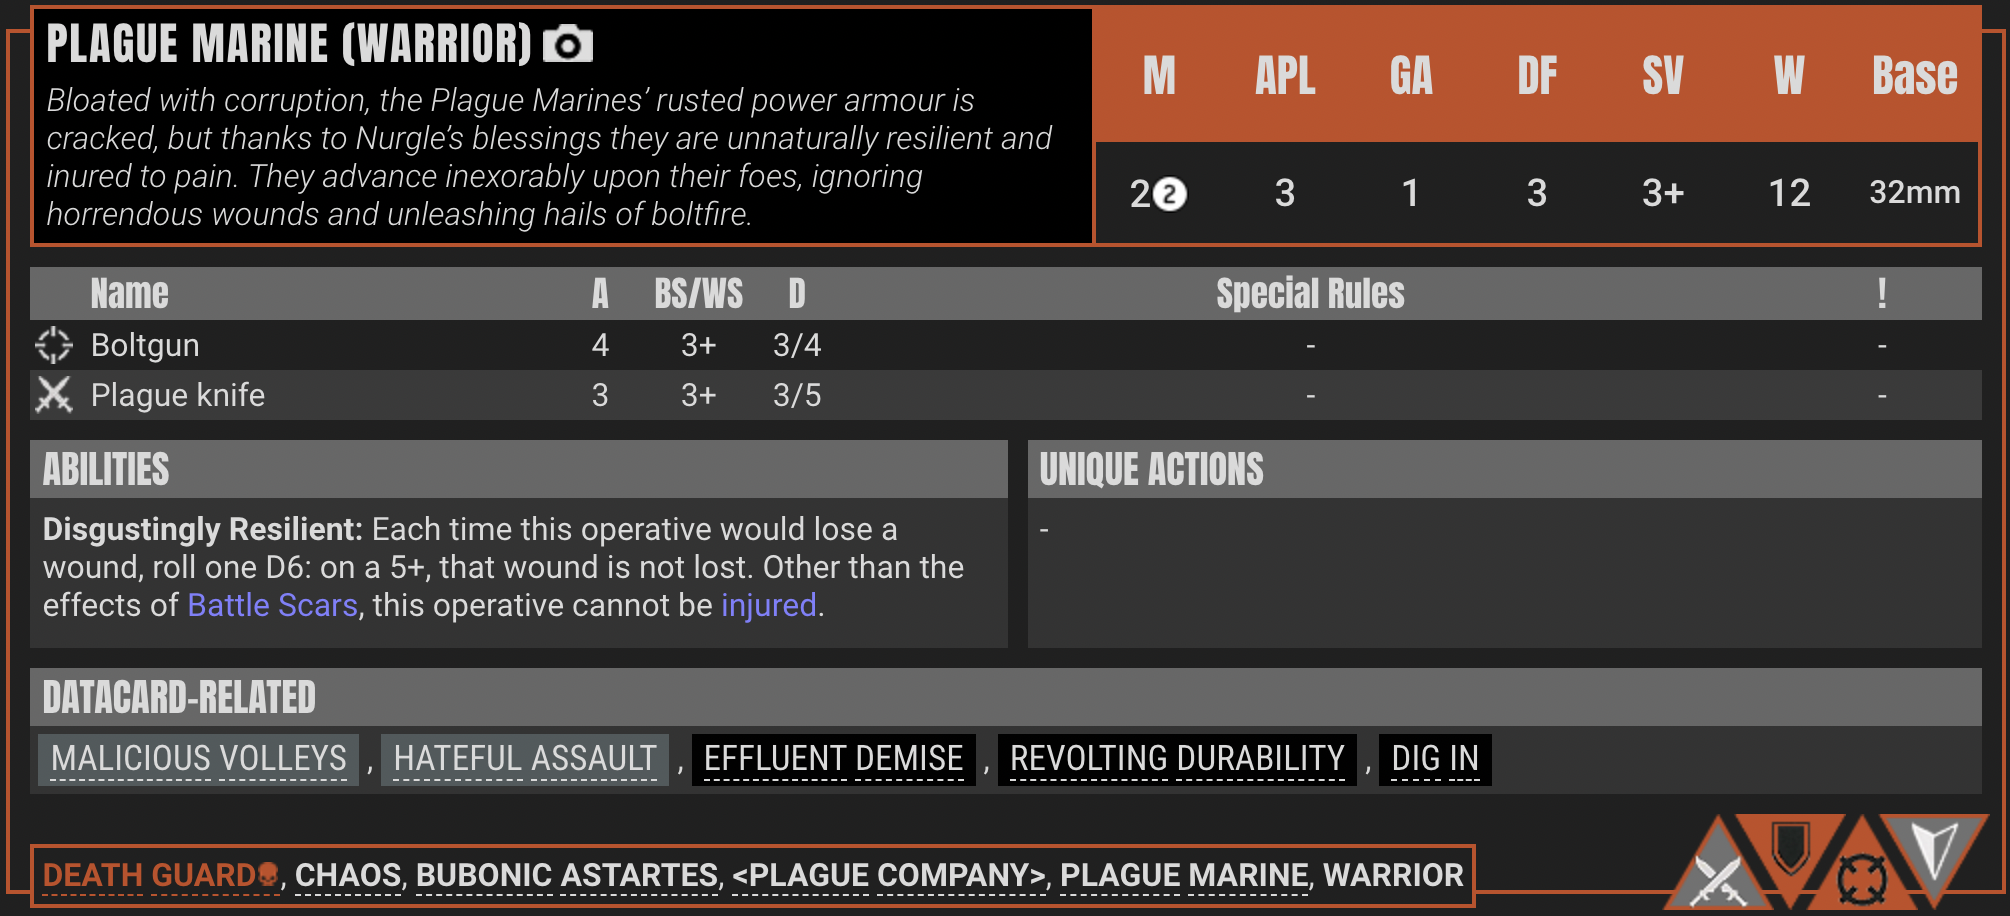 PLAGUE MARINE (WARRIOR)
Bloated with corruption, the Plague Marines’ rusted power armour is
cracked, but thanks to Nurgle’s blessings they are unnaturally resilient and
inured to pain. They advance inexorably upon their foes, ignoring
horrendous wounds and unleashing hails of boltfire.
M APL GA DF SV W Base
2❷ 3 1 3 3+ 12 32mm
Name A BS/WS D Special Rules !
Boltgun 4 3+ 3/4 - -
Plague knife 3 3+ 3/5 - -
ABILITIES
Disgustingly Resilient: Each time this operative would lose a
wound, roll one D6: on a 5+, that wound is not lost. Other than the
effects of Battle Scars, this operative cannot be injured.
UNIQUE ACTIONS
-
DATACARD-RELATED
MALICIOUS VOLLEYS , HATEFUL ASSAULT , EFFLUENT DEMISE , REVOLTING DURABILITY , DIG IN
DEATH GUARD, CHAOS, BUBONIC ASTARTES, <PLAGUE COMPANY>, PLAGUE MARINE, WARRIOR